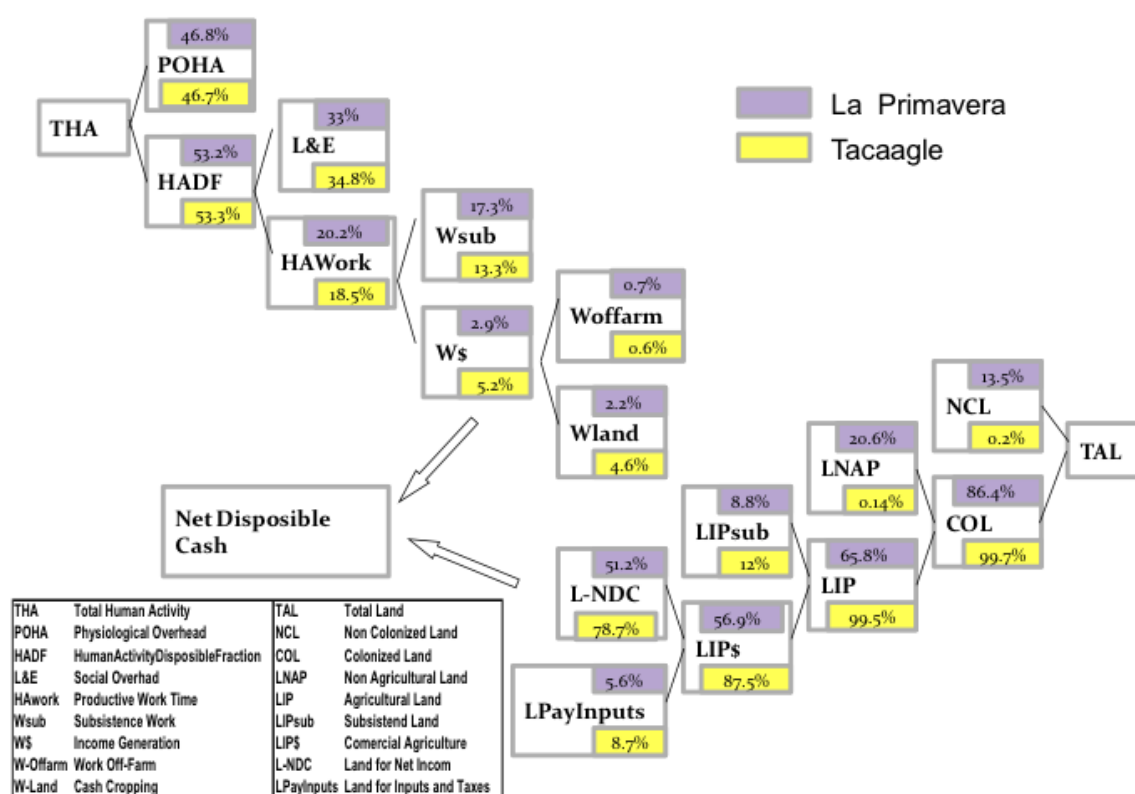 46.8%
POHA
46.7%
THA
53.2%
HADF
53.3%
33%
L&E
34.8%
20.2%
HAWork
18.5%
17.3%
Wsub
13.3%
2.9%
W$
5.2%
0.7%
Woffarm
0.6%
2.2%
Wland
4.6%
La Primavera
Tacaagle
13.5%
NCL
0.2%
TAL
20.6%
LNAP
0.14%
86.4%
COL
99.7%
8.8%
LIPsub
12%
65.8%
LIP
99.5%
51.2%
L-NDC
78.7%
56.9%
LIP$
87.5%
5.6%
LPayInputs
8.7%
Net Disposible
Cash
THA Total Human Activity TAL Total Land
POHA Physiological Overhead NCL Non Colonized Land
HADF HumanActivityDisposibleFraction COL Colonized Land
L&E Social Overhad LNAP Non Agricultural Land
HAwork Productive Work Time LIP Agricultural Land
Wsub Subsistence Work LIPsub Subsistend Land
W$ Income Generation LIP$ Comercial Agriculture
W-Offarm Work Off-Farm L-NDC Land for Net Incom
W-Land Cash Cropping LPayInputs Land for Inputs and Taxes